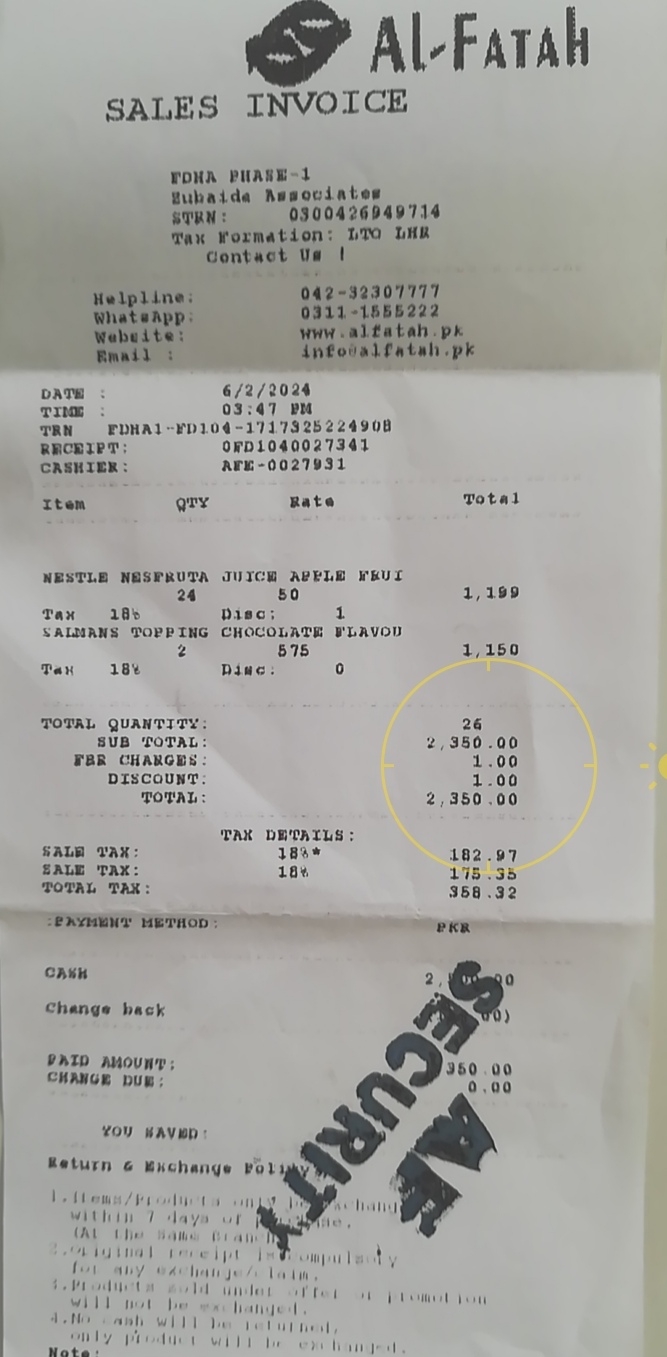 Al-Fatah
SALES INVOICE
FDHA PHASE-1
Zubaida Associates
STRN: 0300426949714
Tax Formation: LTO LHR
Contact Us !
Helpline: 042-32307777
WhatsApp: 0311-1555222
Website: www.alfatah.pk
Email : info@alfatah.pk
DATE : 6/2/2024
TIME : 03:47 PM
TRN FDHA1-FD104-1717325224908
RECEIPT: 0FD1040027341
CASHIER: AFE-0027931
Item QTY Rate Total
NESTLE NESFRUTA JUICE APPLE FRUI
24 50 1,199
Tax 18% Disc: 1
SALMANS TOPPING CHOCOLATE FLAVOU
2 575 1,150
Tax 18% Disc: 0
TOTAL QUANTITY: 26
SUB TOTAL: 2,350.00
FBR CHARGES: 1.00
DISCOUNT: 1.00
TOTAL: 2,350.00
TAX DETAILS:
SALE TAX: 18%* 182.97
SALE TAX: 18% 175.35
TOTAL TAX: 358.32
:PAYMENT METHOD: PKR
CASH
Change back
PAID AMOUNT: 350.00
CHANGE DUE: 0.00
YOU SAVED:
Return & Exchange Policy
1.Items/Products only be exchang
within 7 days of
(At the same Branch
2.Original receipt is compulsory
for any exchange/claim.
3.Products sold under offer or promotion
will not be exchanged.
4.No cash will be returned,
only product will be exchanged.
Note:
AF
SECURITY